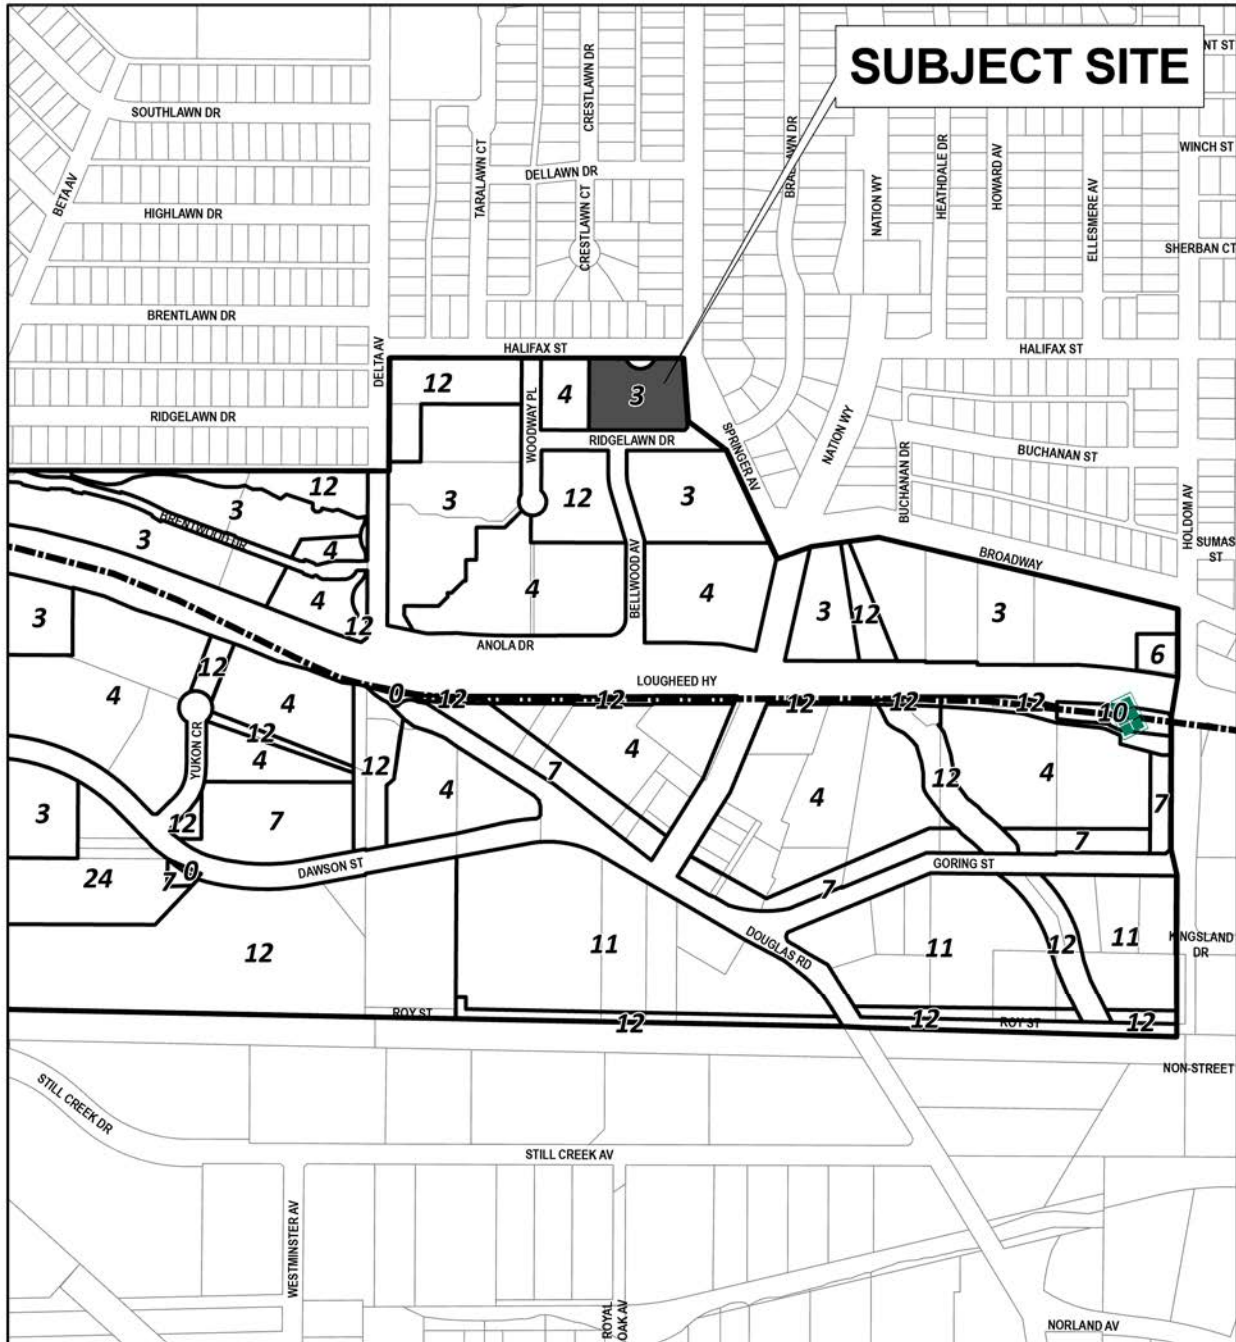 SUBJECT SITE
NT ST
SOUTHLAWN DR
CRESTLAWN DR
BETA AV
TARALAWN CT
DELLAWN DR
NATION WY
HEATHDALE DR
HOWARD AV
WINCH ST
HIGHLAWN DR
CRESTLAWN CT
ELLESMERE AV
SHERBAN CT
BRENTLAWN DR
DELTA AV
HALIFAX ST
HALIFAX ST
12
4
3
WOODWAY PL
RIDGELAWN DR
RIDGELAWN DR
SPRINGER AV
NATION WY
BUCHANAN DR
BUCHANAN ST
HOLDOM AV
12
3
12
3
3
BRENTWOOD DR
3
4
SUMAS
ST
BROADWAY
4
4
4
BELLWOOD AV
3
12
3
3
12
ANOLA DR
6
12
LOUGHEED HY
4
4
0
12
12
12
12
12
10
YUKON CR
12
4
12
4
7
4
4
12
4
7
3
12
7
7
DAWSON ST
0
7
24
7
GORING ST
12
11
DOUGLAS RD
11
12
11
KINGSLAND
DR
ROY ST
12
12
ROY ST
12
NON-STREET
STILL CREEK DR
STILL CREEK AV
WESTMINSTER AV
ROYAL
OAK AV
NORLAND AV